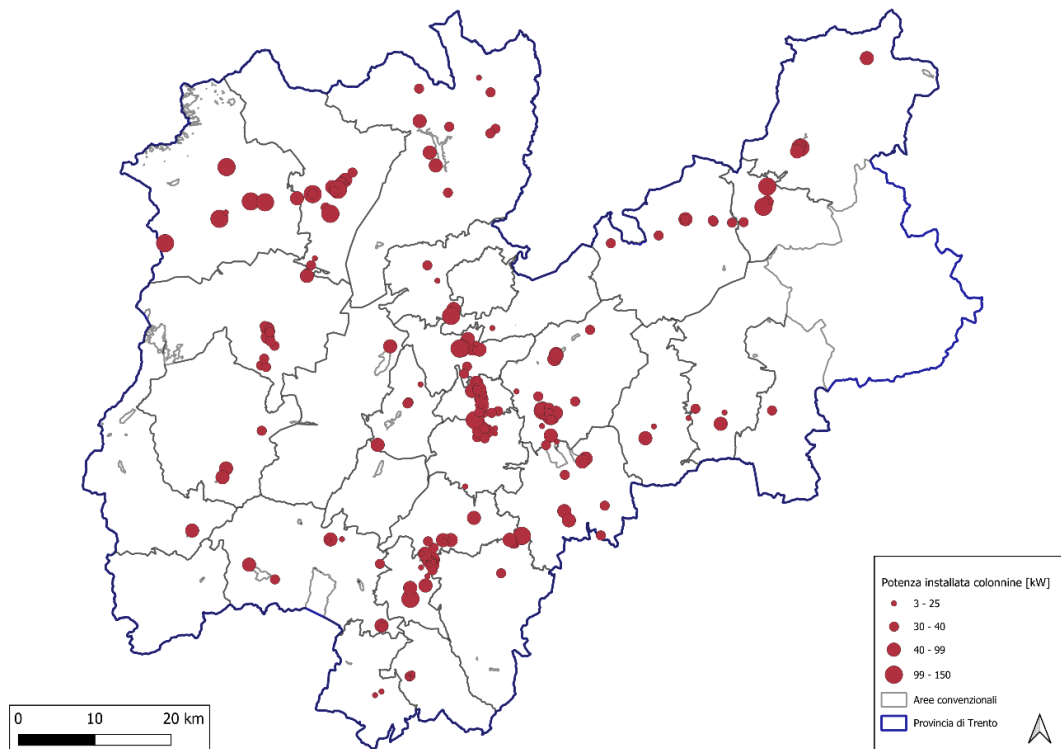 Potenza installata colonnine [kW]
3 - 25
30 - 40
40 - 99
99 - 150
Aree convenzionali
Provincia di Trento
0 10 20 km